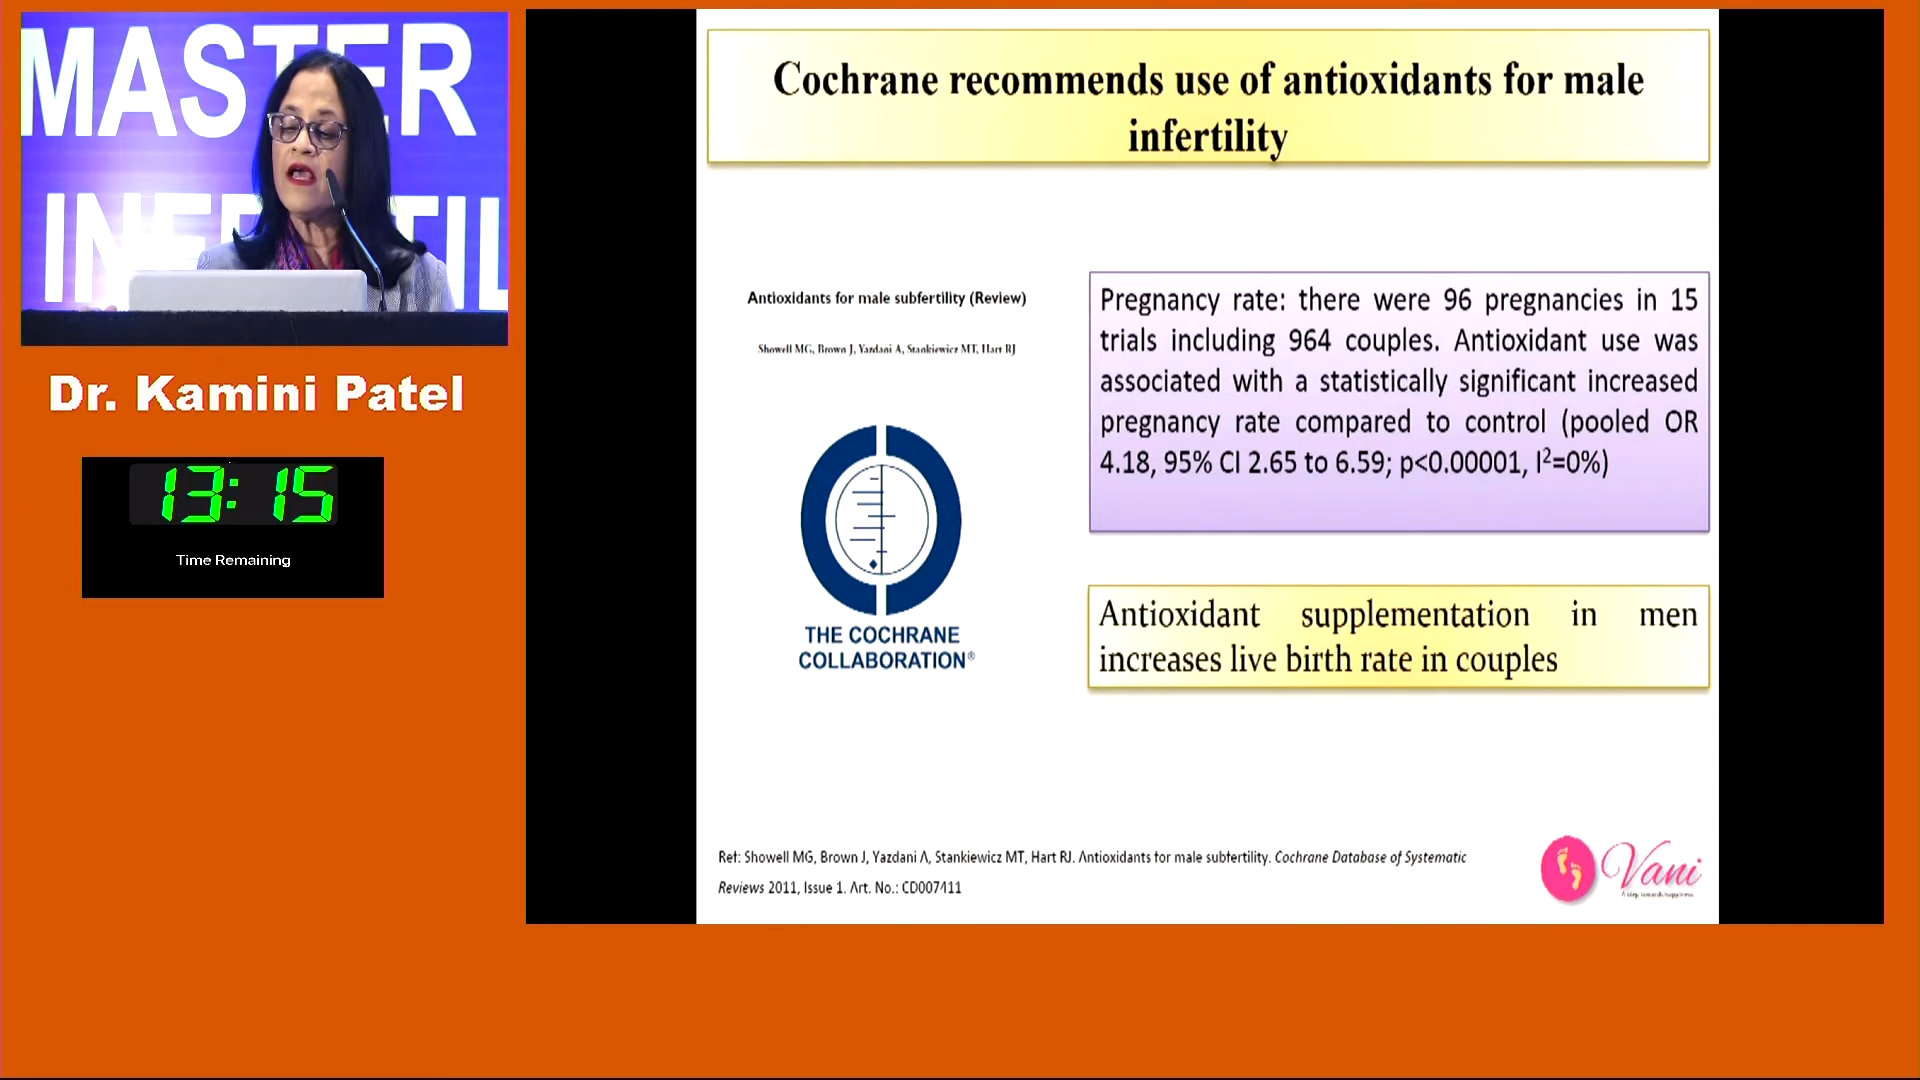 MASTER
INFE TIL
Dr. Kamini Patel
13:15
Time Remaining
Cochrane recommends use of antioxidants for male
infertility
Antioxidants for male subfertility (Review)
Showell MG, Brown J, Yazdani A, Stankiewicz MT, Hart RJ
THE COCHRANE
COLLABORATION®
Pregnancy rate: there were 96 pregnancies in 15
trials including 964 couples. Antioxidant use was
associated with a statistically significant increased
pregnancy rate compared to control (pooled OR
4.18, 95% CI 2.65 to 6.59; p<0.00001, I²=0%)
Antioxidant supplementation in men
increases live birth rate in couples
Ref: Showell MG, Brown J, Yazdani A, Stankiewicz MT, Hart RJ. Antioxidants for male subfertility. Cochrane Database of Systematic
Reviews 2011, Issue 1. Art. No.: CD007411
Vani
A step towards happiness